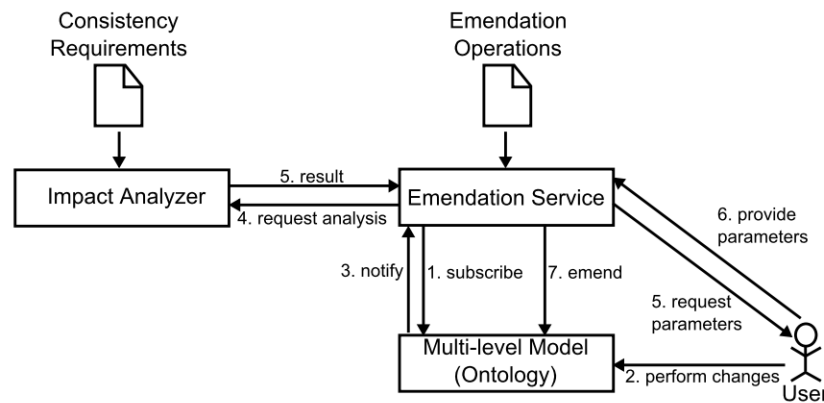 Consistency
Requirements
Emendation
Operations
Impact Analyzer
5. result
4. request analysis
Emendation Service
6. provide
parameters
3. notify
1. subscribe
7. emend
5. request
parameters
Multi-level Model
(Ontology)
2. perform changes
User